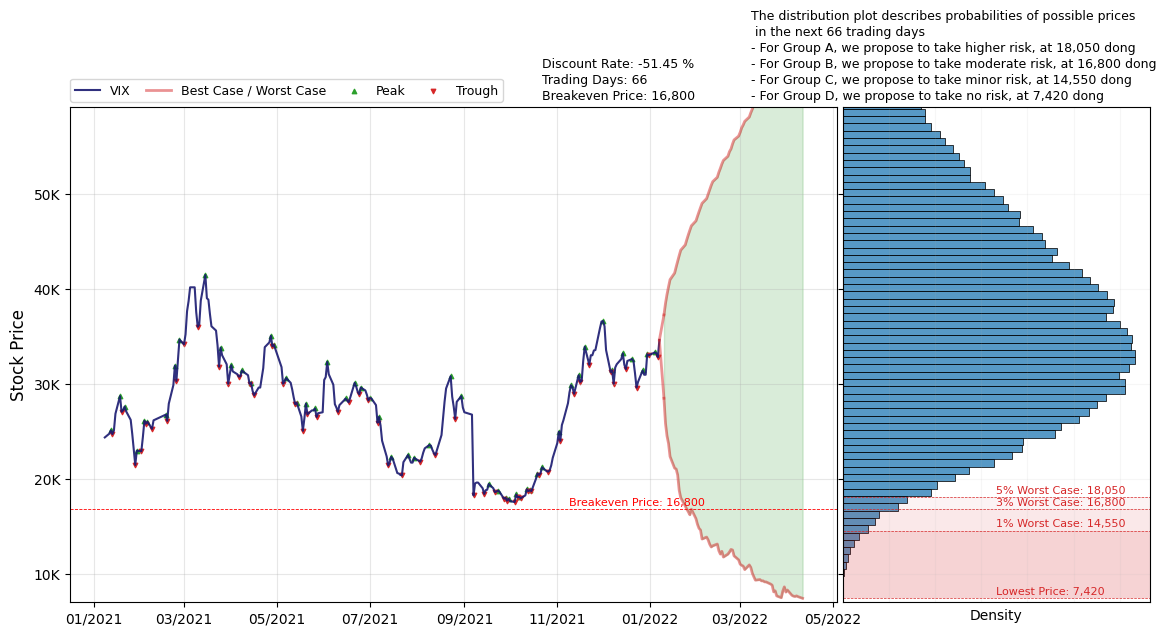 The distribution plot describes probabilities of possible prices
in the next 66 trading days
- For Group A, we propose to take higher risk, at 18,050 dong
- For Group B, we propose to take moderate risk, at 16,800 dong
- For Group C, we propose to take minor risk, at 14,550 dong
- For Group D, we propose to take no risk, at 7,420 dong
Discount Rate: -51.45 %
Trading Days: 66
Breakeven Price: 16,800
VIX Best Case / Worst Case Peak Trough
Stock Price
50K
40K
30K
20K
10K
Breakeven Price: 16,800
5% Worst Case: 18,050
3% Worst Case: 16,800
1% Worst Case: 14,550
Lowest Price: 7,420
01/2021 03/2021 05/2021 07/2021 09/2021 11/2021 01/2022 03/2022 05/2022
Density